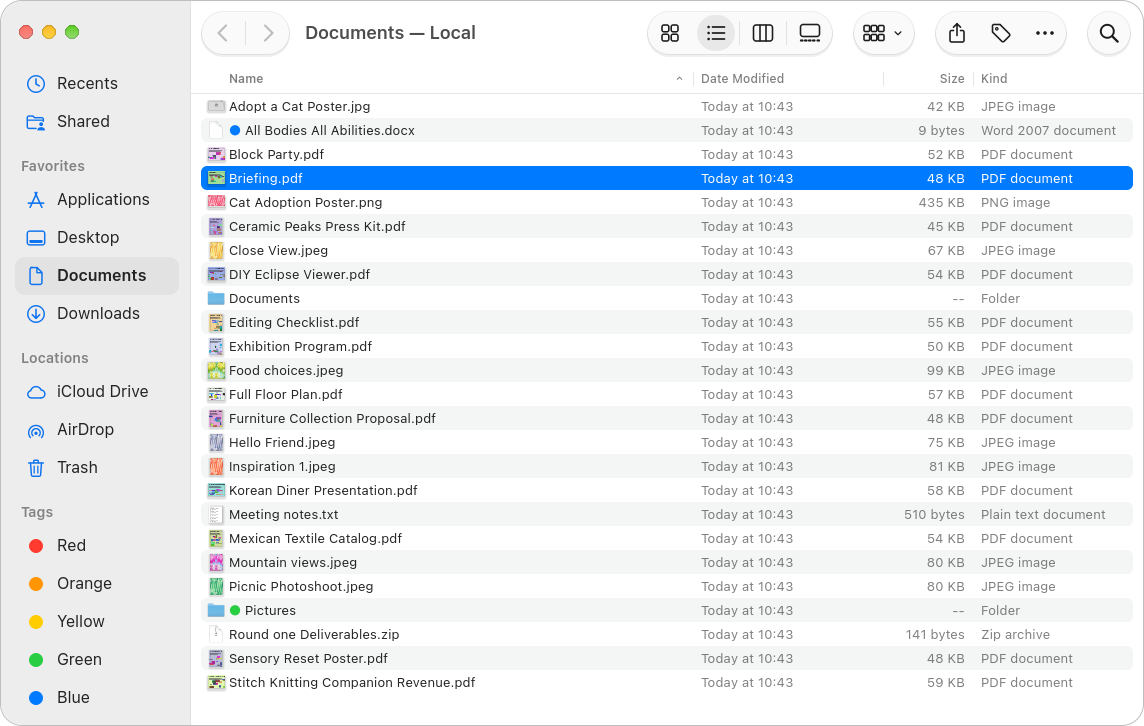 Documents — Local
Recents
Shared
Favorites
Applications
Desktop
Documents
Downloads
Locations
iCloud Drive
AirDrop
Trash
Tags
Red
Orange
Yellow
Green
Blue
Name Date Modified Size Kind
Adopt a Cat Poster.jpg Today at 10:43 42 KB JPEG image
All Bodies All Abilities.docx Today at 10:43 9 bytes Word 2007 document
Block Party.pdf Today at 10:43 52 KB PDF document
Briefing.pdf Today at 10:43 48 KB PDF document
Cat Adoption Poster.png Today at 10:43 435 KB PNG image
Ceramic Peaks Press Kit.pdf Today at 10:43 45 KB PDF document
Close View.jpeg Today at 10:43 67 KB JPEG image
DIY Eclipse Viewer.pdf Today at 10:43 54 KB PDF document
Documents Today at 10:43 -- Folder
Editing Checklist.pdf Today at 10:43 55 KB PDF document
Exhibition Program.pdf Today at 10:43 50 KB PDF document
Food choices.jpeg Today at 10:43 99 KB JPEG image
Full Floor Plan.pdf Today at 10:43 57 KB PDF document
Furniture Collection Proposal.pdf Today at 10:43 48 KB PDF document
Hello Friend.jpeg Today at 10:43 75 KB JPEG image
Inspiration 1.jpeg Today at 10:43 81 KB JPEG image
Korean Diner Presentation.pdf Today at 10:43 58 KB PDF document
Meeting notes.txt Today at 10:43 510 bytes Plain text document
Mexican Textile Catalog.pdf Today at 10:43 54 KB PDF document
Mountain views.jpeg Today at 10:43 80 KB JPEG image
Picnic Photoshoot.jpeg Today at 10:43 80 KB JPEG image
Pictures Today at 10:43 -- Folder
Round one Deliverables.zip Today at 10:43 141 bytes Zip archive
Sensory Reset Poster.pdf Today at 10:43 48 KB PDF document
Stitch Knitting Companion Revenue.pdf Today at 10:43 59 KB PDF document